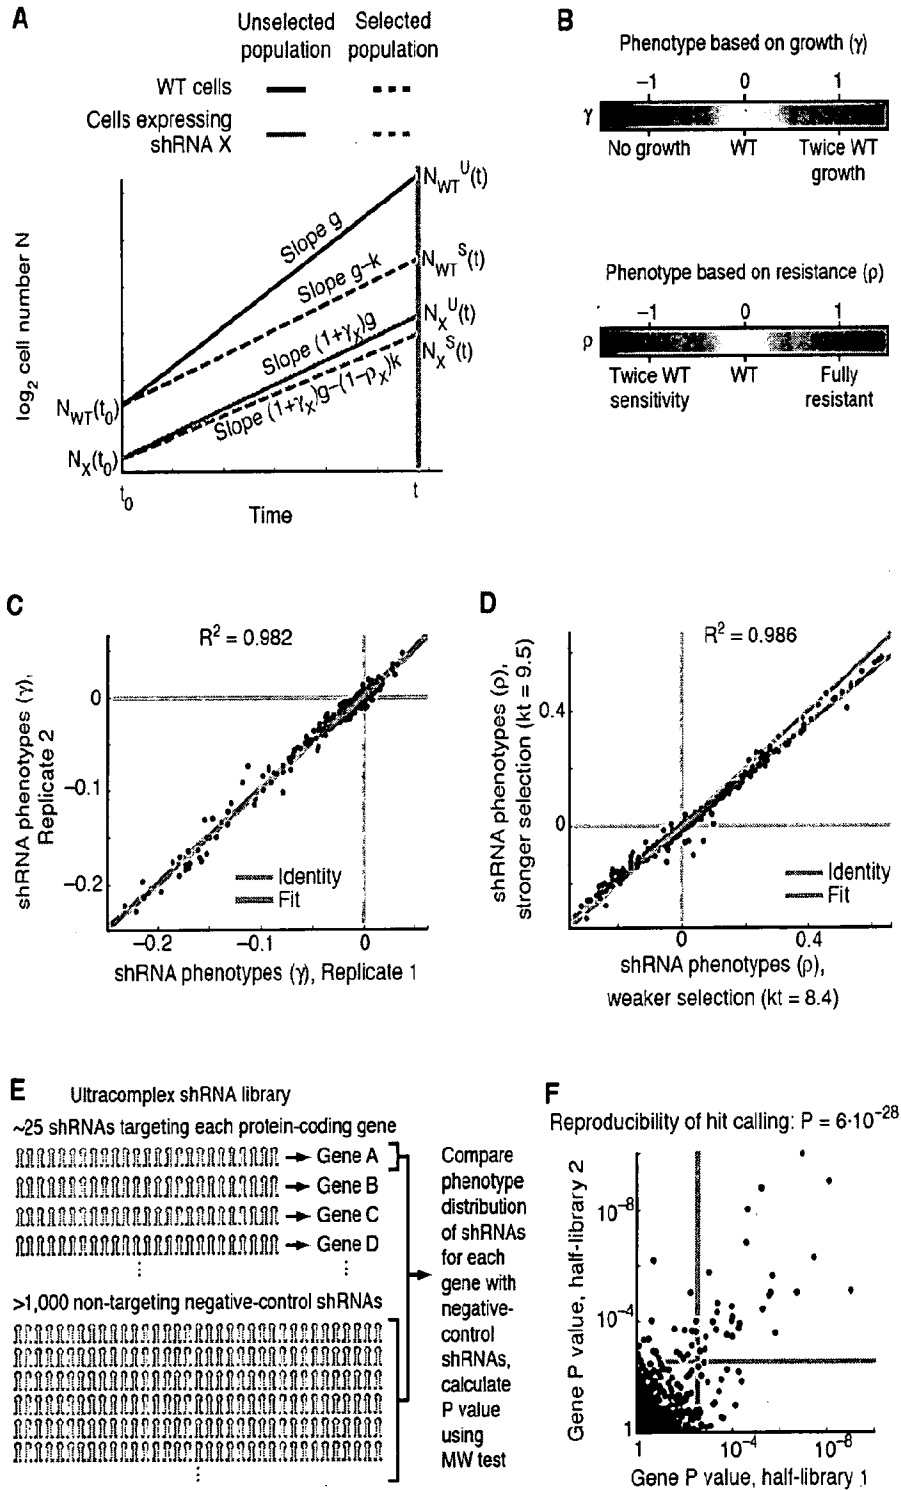 A
Unselected
population
Selected
population
WT cells
Cells expressing
shRNA X
log2 cell number N
NWT(t0)
NX(t0)
Slope g
Slope g–k
Slope (1+γX)g
Slope (1+γX)g–(1–ρX)k
NWTU(t)
NWTS(t)
NXU(t)
NXS(t)
t0
t
Time
B
Phenotype based on growth (γ)
−1 0 1
γ
No growth WT Twice WT
growth
Phenotype based on resistance (ρ)
−1 0 1
ρ
Twice WT
sensitivity
WT
Fully
resistant
C
R2 = 0.982
shRNA phenotypes (γ),
Replicate 2
0
−0.1
−0.2
Identity
Fit
−0.2 −0.1 0
shRNA phenotypes (γ), Replicate 1
D
R2 = 0.986
shRNA phenotypes (ρ),
stronger selection (kt = 9.5)
0.4
0
Identity
Fit
0 0.4
shRNA phenotypes (ρ),
weaker selection (kt = 8.4)
E
Ultracomplex shRNA library
~25 shRNAs targeting each protein-coding gene
Gene A
Gene B
Gene C
Gene D
>1,000 non-targeting negative-control shRNAs
Compare
phenotype
distribution
of shRNAs
for each
gene with
negative-
control
shRNAs,
calculate
P value
using
MW test
F
Reproducibility of hit calling: P = 6·10−28
Gene P value, half-library 2
10−8
10−4
1
1 10−4 10−8
Gene P value, half-library 1